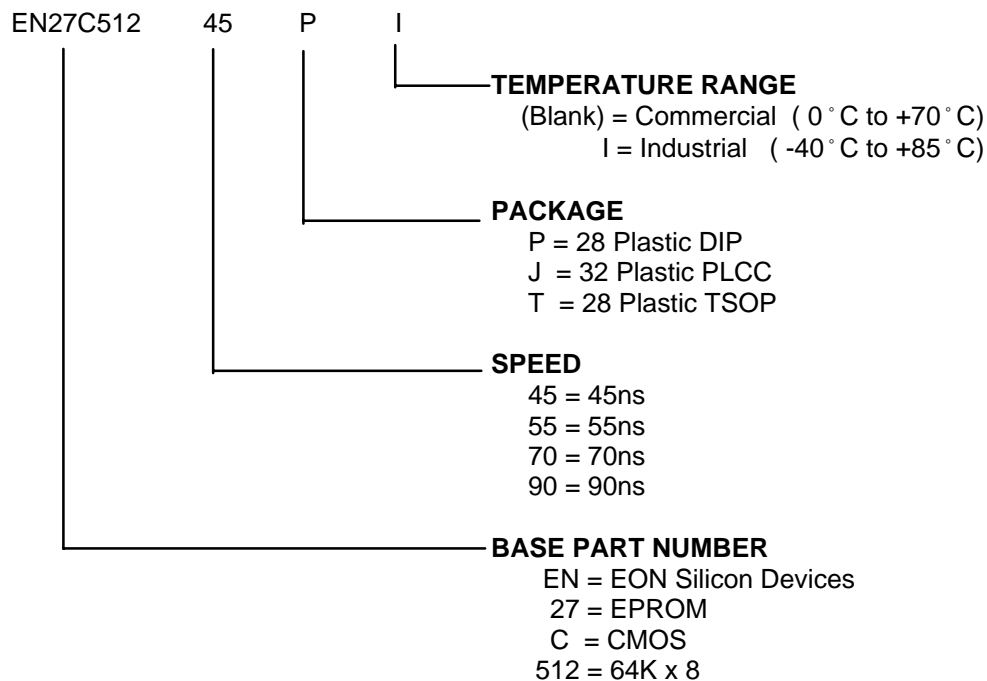 EN27C512 45 P I
TEMPERATURE RANGE
(Blank) = Commercial ( 0°C to +70°C)
I = Industrial ( -40°C to +85°C)
PACKAGE
P = 28 Plastic DIP
J = 32 Plastic PLCC
T = 28 Plastic TSOP
SPEED
45 = 45ns
55 = 55ns
70 = 70ns
90 = 90ns
BASE PART NUMBER
EN = EON Silicon Devices
27 = EPROM
C = CMOS
512 = 64K x 8